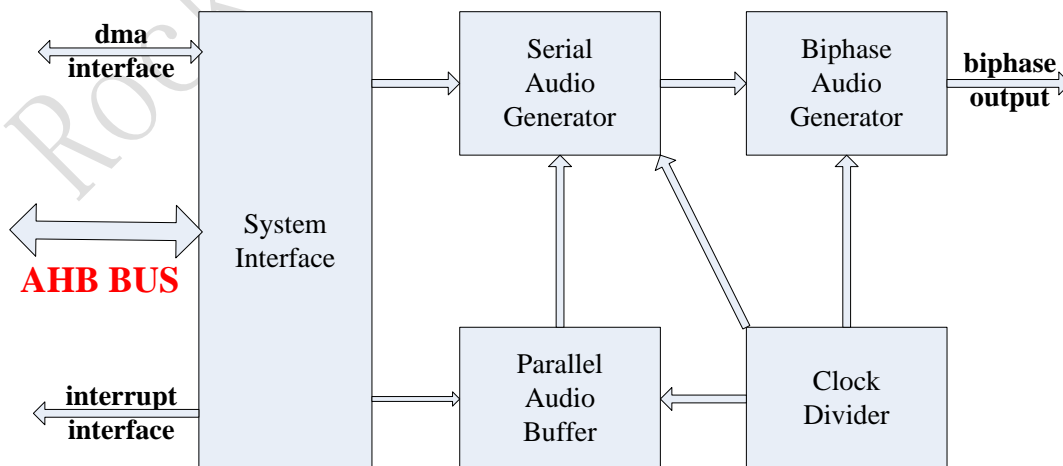 dma
interface
AHB BUS
interrupt
interface
System
Interface
Serial
Audio
Generator
Biphase
Audio
Generator
biphase
output
Parallel
Audio
Buffer
Clock
Divider
Rock